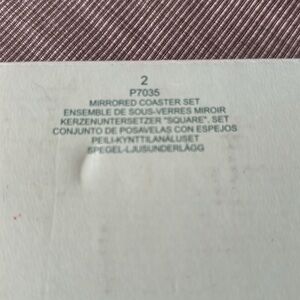 2
P7035
MIRRORED COASTER SET
ENSEMBLE DE SOUS-VERRES MIROIR
KERZENUNTERSETZER "SQUARE", SET
CONJUNTO DE POSAVELAS CON ESPEJOS
PEILI-KYNTTILÄNALUSET
SPEGEL-LJUSUNDERLÄGG